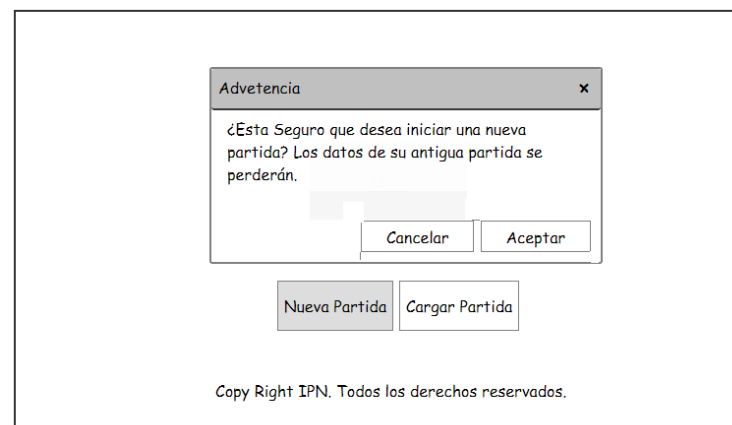 Advetencia ×
¿Esta Seguro que desea iniciar una nueva
partida? Los datos de su antigua partida se
perderán.
Cancelar Aceptar
Nueva Partida Cargar Partida
Copy Right IPN. Todos los derechos reservados.